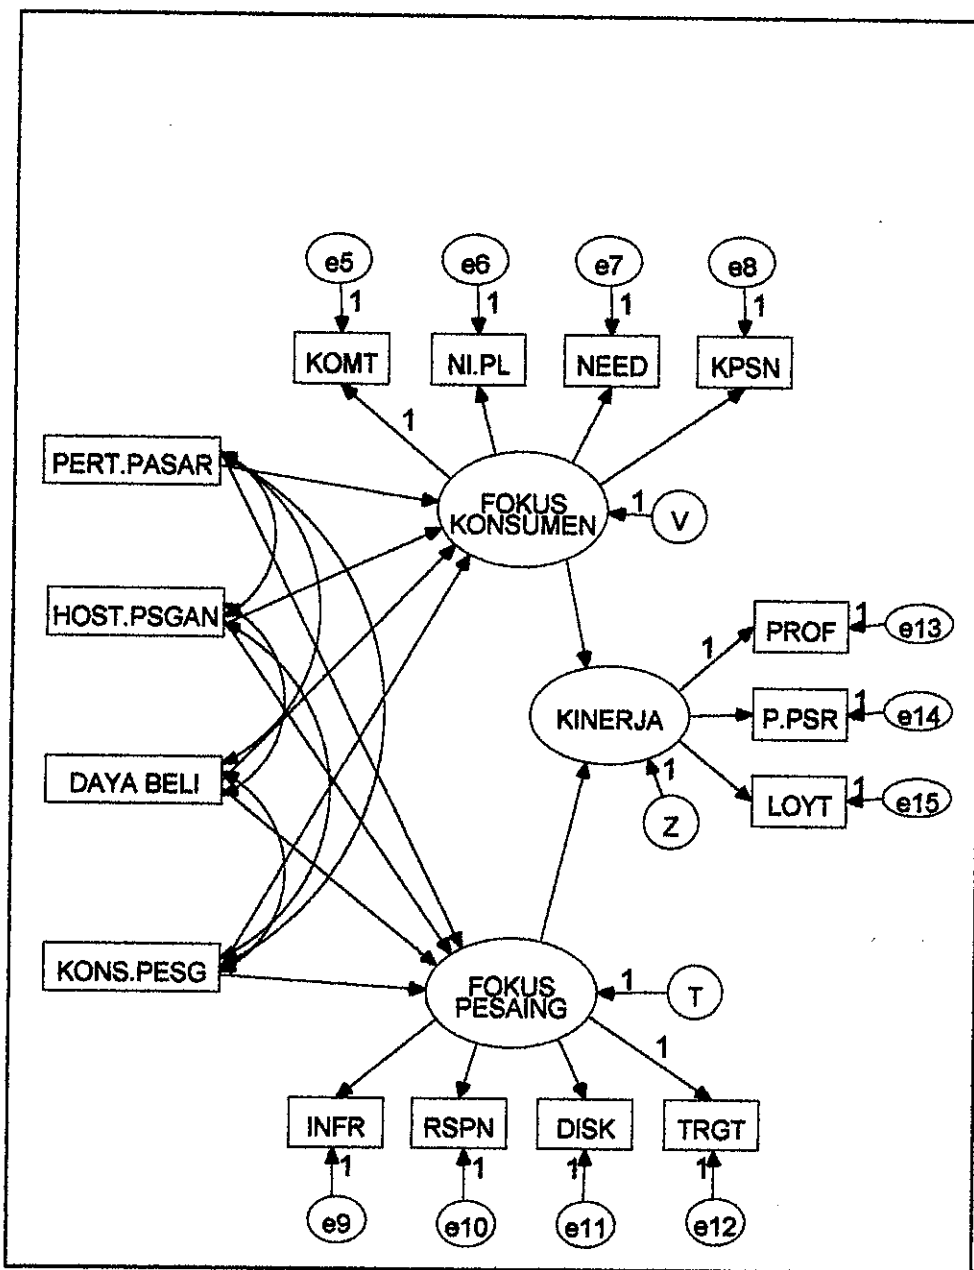 e5
e6
e7
e8
1
1
1
1
KOMT
NI.PL
NEED
KPSN
1
PERT.PASAR
FOKUS
KONSUMEN
1
V
HOST.PSGAN
PROF
1
e13
1
KINERJA
P.PSR
1
e14
DAYA BELI
1
Z
LOYT
1
e15
KONS.PESG
FOKUS
PESAING
1
T
1
INFR
RSPN
DISK
TRGT
1
1
1
1
e9
e10
e11
e12